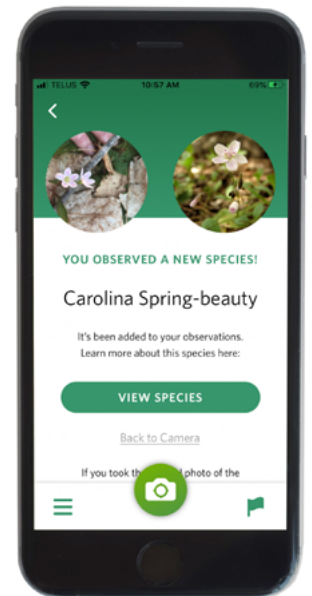 TELUS 10:57 AM 69%
YOU OBSERVED A NEW SPECIES!
Carolina Spring-beauty
It's been added to your observations.
Learn more about this species here:
VIEW SPECIES
Back to Camera
If you took the photo of the